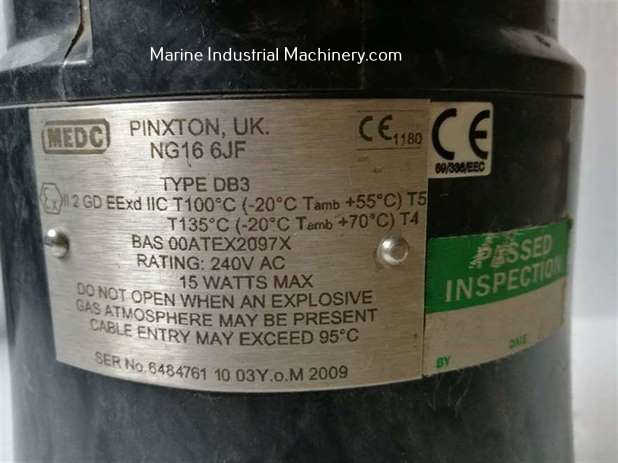 Marine Industrial Machinery.com
MEDC PINXTON, UK.
NG16 6JF
CE 1180
TYPE DB3
Ex II 2 GD EExd IIC T100°C (-20°C Tamb +55°C) T5
T135°C (-20°C Tamb +70°C) T4
BAS 00ATEX2097X
RATING: 240V AC
15 WATTS MAX
DO NOT OPEN WHEN AN EXPLOSIVE
GAS ATMOSPHERE MAY BE PRESENT
CABLE ENTRY MAY EXCEED 95°C
SER No. 6484761 10 03Y.o.M 2009
CE
89/336/EEC
PASSED
INSPECTION
BY DATE